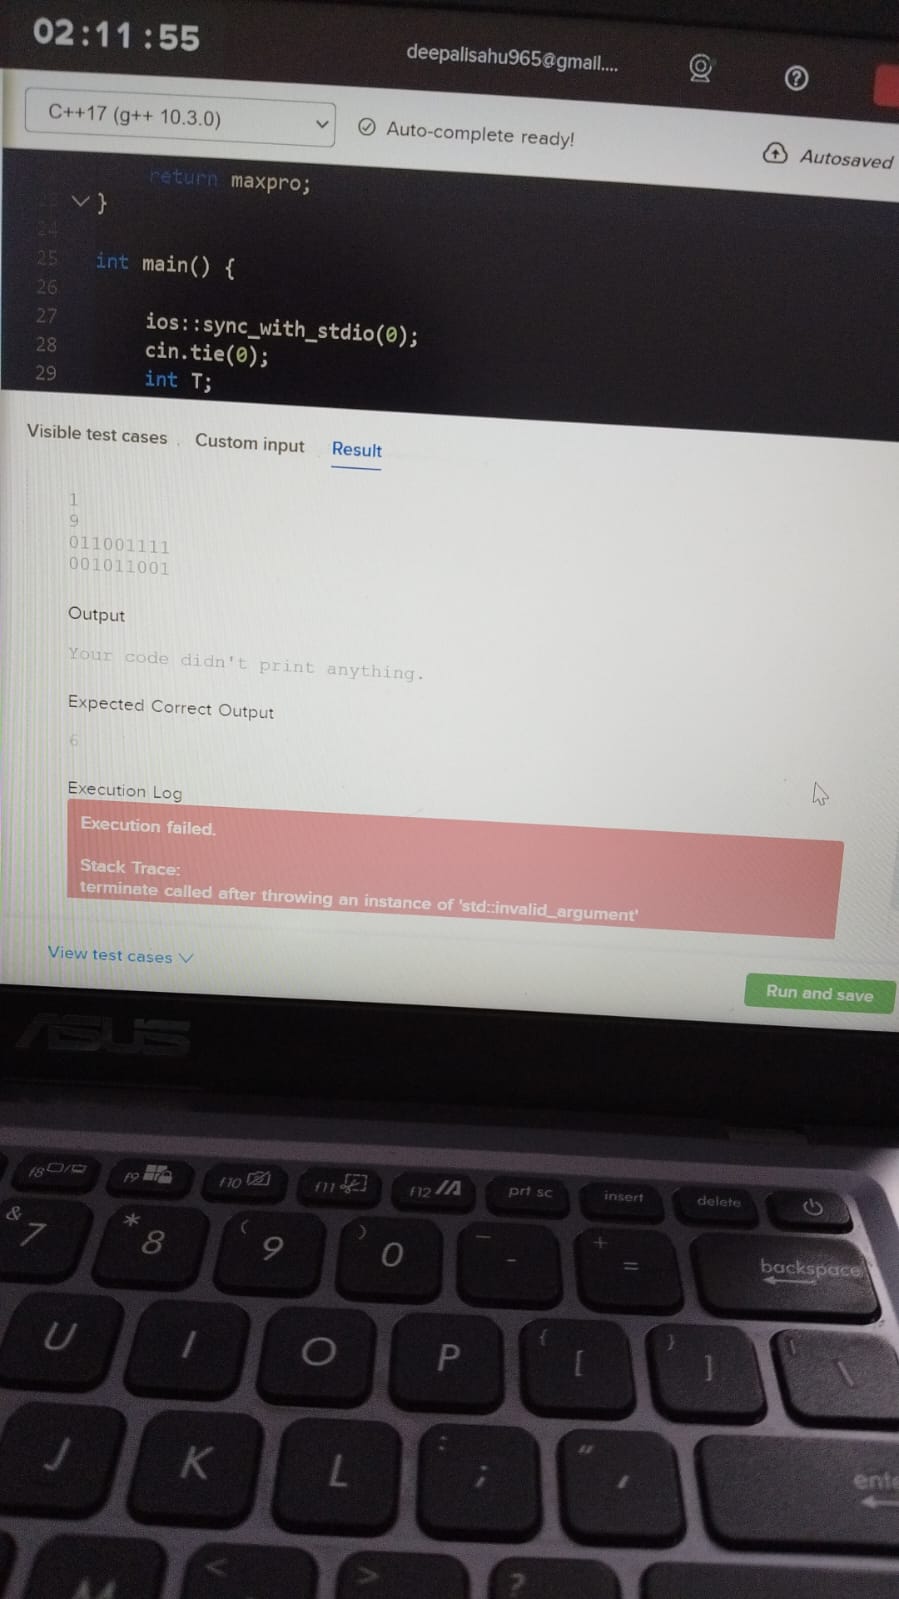 02:11:55
deepalisahu965@gmail....
C++17 (g++ 10.3.0)
Auto-complete ready!
Autosaved
return maxpro;
23 }
24
25 int main() {
26
27 ios::sync_with_stdio(0);
28 cin.tie(0);
29 int T;
Visible test cases Custom input Result
1
9
011001111
001011001
Output
Your code didn't print anything.
Expected Correct Output
6
Execution Log
Execution failed.
Stack Trace:
terminate called after throwing an instance of 'std::invalid_argument'
View test cases
Run and save
ASUS
f8 f9 f10 f11 f12 prt sc insert delete
& 7 * 8 ( 9 ) 0 _ - + = backspace
U I O P { [ } ] | \
J K L : ; " ' ente
M < > ?